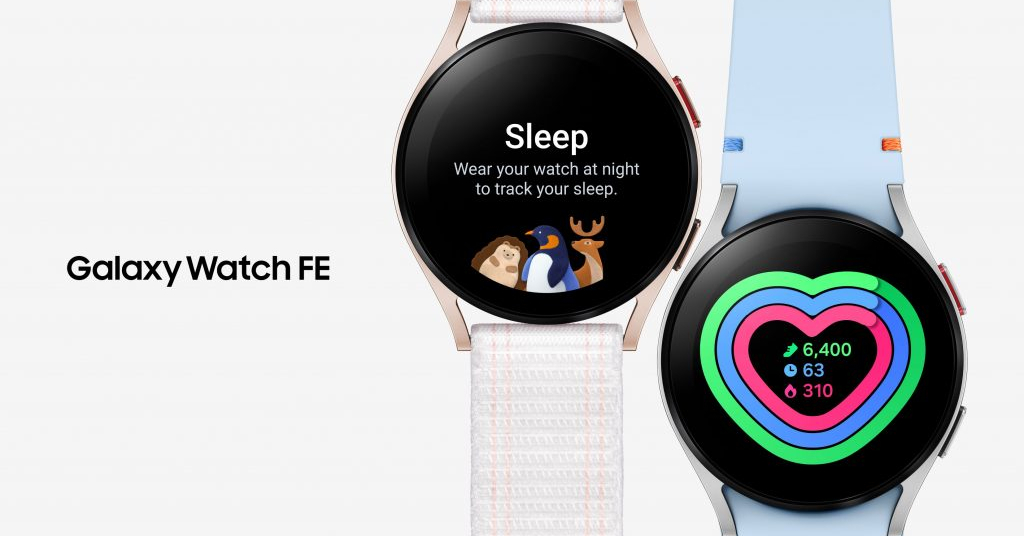 Galaxy Watch FE
Sleep
Wear your watch at night
to track your sleep.
6,400
63
310